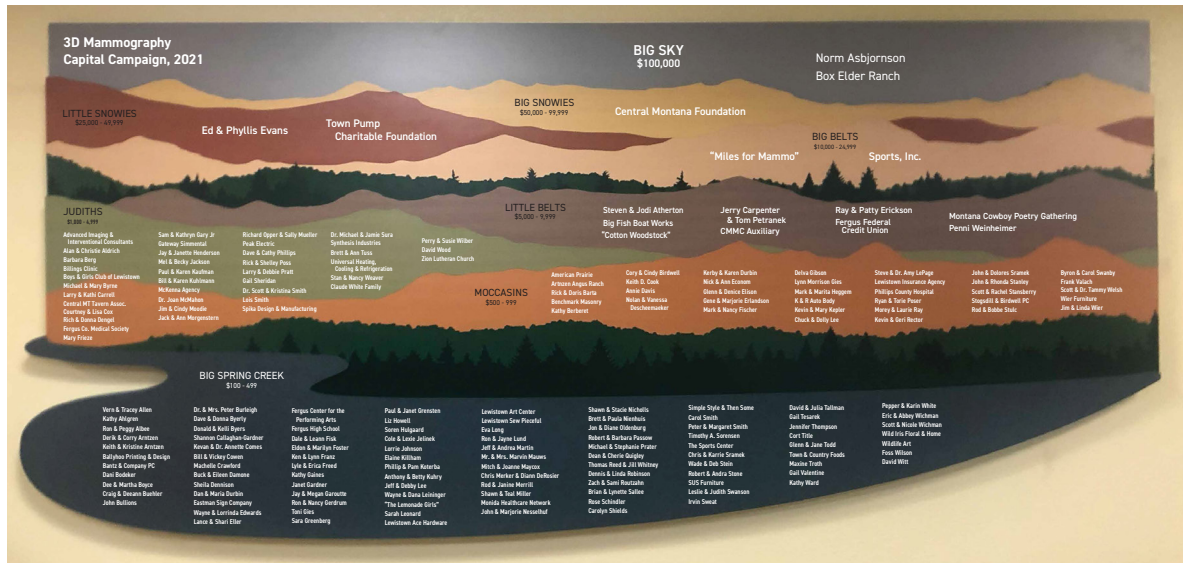 3D Mammography
Capital Campaign, 2021
BIG SKY
$100,000
Norm Asbjornson
Box Elder Ranch
BIG SNOWIES
$50,000 - 99,999
Central Montana Foundation
LITTLE SNOWIES
$25,000 - 49,999
Ed & Phyllis Evans
Town Pump
Charitable Foundation
BIG BELTS
$10,000 - 24,999
"Miles for Mammo"
Sports, Inc.
LITTLE BELTS
$5,000 - 9,999
Steven & Jodi Atherton
Big Fish Boat Works
"Cotton Woodstock"
Jerry Carpenter
& Tom Petranek
CMMC Auxiliary
Ray & Patty Erickson
Fergus Federal
Credit Union
Montana Cowboy Poetry Gathering
Penni Weinheimer
JUDITHS
$1,000 - 4,999
Advanced Imaging &
Interventional Consultants
Alan & Christie Aldrich
Barbara Berg
Billings Clinic
Boys & Girls Club of Lewistown
Michael & Mary Byrne
Larry & Kathi Carrell
Central MT Tavern Assoc.
Courtney & Lisa Cox
Rich & Donna Dengel
Fergus Co. Medical Society
Mary Frieze
Sam & Kathryn Gary Jr
Gateway Simmental
Jay & Janette Henderson
Mel & Becky Jackson
Paul & Karen Kaufman
Bill & Karen Kuhlmann
McKenna Agency
Dr. Jean McMahon
Jim & Cindy Moodie
Jack & Ann Morgenstern
Richard Opper & Sally Mueller
Peak Electric
Dave & Cathy Phillips
Rick & Shelley Poss
Larry & Debbie Pratt
Gail Sheridan
Dr. Scott & Kristina Smith
Lois Smith
Spika Design & Manufacturing
Dr. Michael & Jamie Sura
Synthesis Industries
Brett & Ann Tuss
Universal Heating,
Cooling & Refrigeration
Stan & Nancy Weaver
Claude White Family
Perry & Susie Wilber
David Wood
Zion Lutheran Church
MOCCASINS
$500 - 999
American Prairie
Arntzen Angus Ranch
Rick & Doris Barta
Benchmark Masonry
Kathy Berberet
Cory & Cindy Birdwell
Keith D. Cook
Annie Davis
Nolan & Vanessa
Deschermeeker
Kerby & Karen Durbin
Nick & Ann Econom
Glenn & Denice Elison
Gene & Marjorie Erlandson
Mark & Nancy Fischer
Delva Gibson
Lynn Morrison Gies
Mark & Marita Heggem
K & R Auto Body
Kevin & Mary Kepler
Chuck & Dolly Lee
Steve & Dr. Amy LePage
Lewistown Insurance Agency
Phillips County Hospital
Ryan & Torie Poser
Morey & Laurie Ray
Kevin & Geri Rector
John & Dolores Sramek
John & Rhonda Stanley
Scott & Rachel Stansberry
Stogsdill & Birdwell PC
Rod & Bobbe Stulc
Byron & Carol Swanby
Frank Valach
Scott & Dr. Tammy Welsh
Wier Furniture
Jim & Linda Wier
BIG SPRING CREEK
$100 - 499
Vern & Tracey Allen
Kathy Ahlgren
Ron & Peggy Albee
Derik & Corry Arntzen
Keith & Kristine Arntzen
Ballyhoo Printing & Design
Bantz & Company PC
Dani Bodeker
Dee & Martha Boyce
Craig & Deeann Buehler
John Bullions
Dr. & Mrs. Peter Burleigh
Dave & Donna Byerly
Donald & Kelli Byers
Shannon Callaghan-Gardner
Bill & Vickey Cowen
Machelle Crawford
Buck & Eileen Damone
Sheila Dennison
Dan & Maria Durbin
Eastman Sign Company
Wayne & Lorrinda Edwards
Lance & Shari Eller
Fergus Center for the
Performing Arts
Fergus High School
Dale & Leann Fisk
Eldon & Marilyn Foster
Ken & Lynn Franz
Lyle & Erica Freed
Kathy Gaines
Janet Gardner
Jay & Megan Garoutte
Ron & Nancy Gerdrum
Toni Gies
Sara Greenberg
Paul & Janet Grensten
Liz Howell
Soren Hulgaard
Cole & Lexie Jelinek
Lorrie Johnson
Elaine Killham
Phillip & Pam Koterba
Anthony & Betty Kuhry
Jeff & Debby Lee
Wayne & Dana Leininger
"The Lemonade Girls"
Sarah Leonard
Lewistown Ace Hardware
Lewistown Art Center
Lewistown Sew Pieceful
Eva Long
Ron & Jayne Lund
Jeff & Andrea Martin
Mr. & Mrs. Marvin Mauws
Mitch & Joanne Maycox
Chris Merker & Diann DeRosier
Rod & Janine Merrill
Shawn & Teal Miller
Monida Healthcare Network
John & Marjorie Nesselhuf
Shawn & Stacie Nicholls
Brett & Paula Nienhuis
Jon & Diane Oldenburg
Robert & Barbara Passow
Michael & Stephanie Prater
Dean & Cherie Quigley
Thomas Reed & Jill Whitney
Dennis & Linda Robinson
Zach & Sami Routzahn
Brian & Lynette Sallee
Rose Schindler
Carolyn Shields
Simple Style & Then Some
Carol Smith
Peter & Margaret Smith
Timothy A. Sorensen
The Sports Center
Chris & Karrie Sramek
Wade & Deb Stein
Robert & Andra Stone
SUS Furniture
Leslie & Judith Swanson
Irvin Sweat
David & Julia Tallman
Gail Tesarek
Jennifer Thompson
Cort Title
Glenn & Jane Todd
Town & Country Foods
Maxine Troth
Gail Valentine
Kathy Ward
Pepper & Karin White
Eric & Abbey Wichman
Scott & Nicole Wichman
Wild Iris Floral & Home
Wildlife Art
Foss Wilson
David Witt